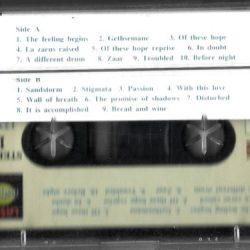 Side A
1. The feeling begins 2. Gethsemane 3. Of these hope
4. La zarus raised 5. Of these hope reprise 6. In doubt
7. A different drum 8. Zaar 9. Troubled 10. Before night
Side B
1. Sandstorm 2. Stigmata 3. Passion 4. With this love
5. Wall of breath 6. The promise of shadows 7. Disturbed
8. It is accomplished 9. Bread and wine